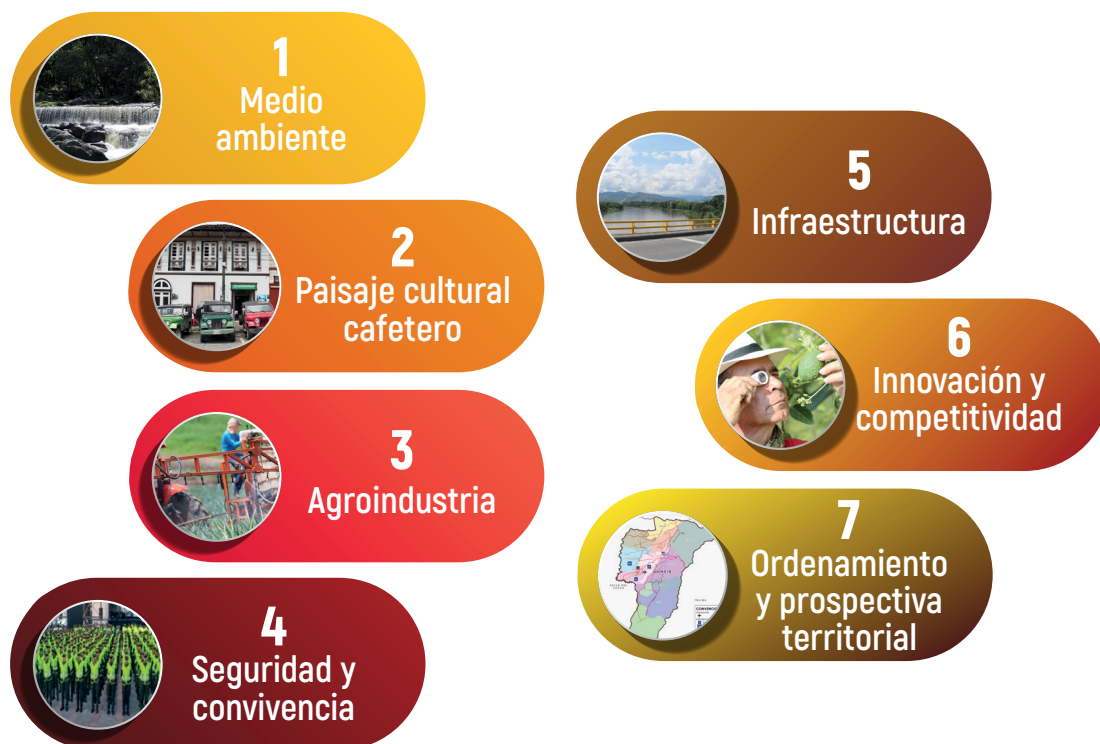 1
Medio
ambiente
2
Paisaje cultural
cafetero
3
Agroindustria
4
Seguridad y
convivencia
5
Infraestructura
6
Innovación y
competitividad
7
Ordenamiento
y prospectiva
territorial